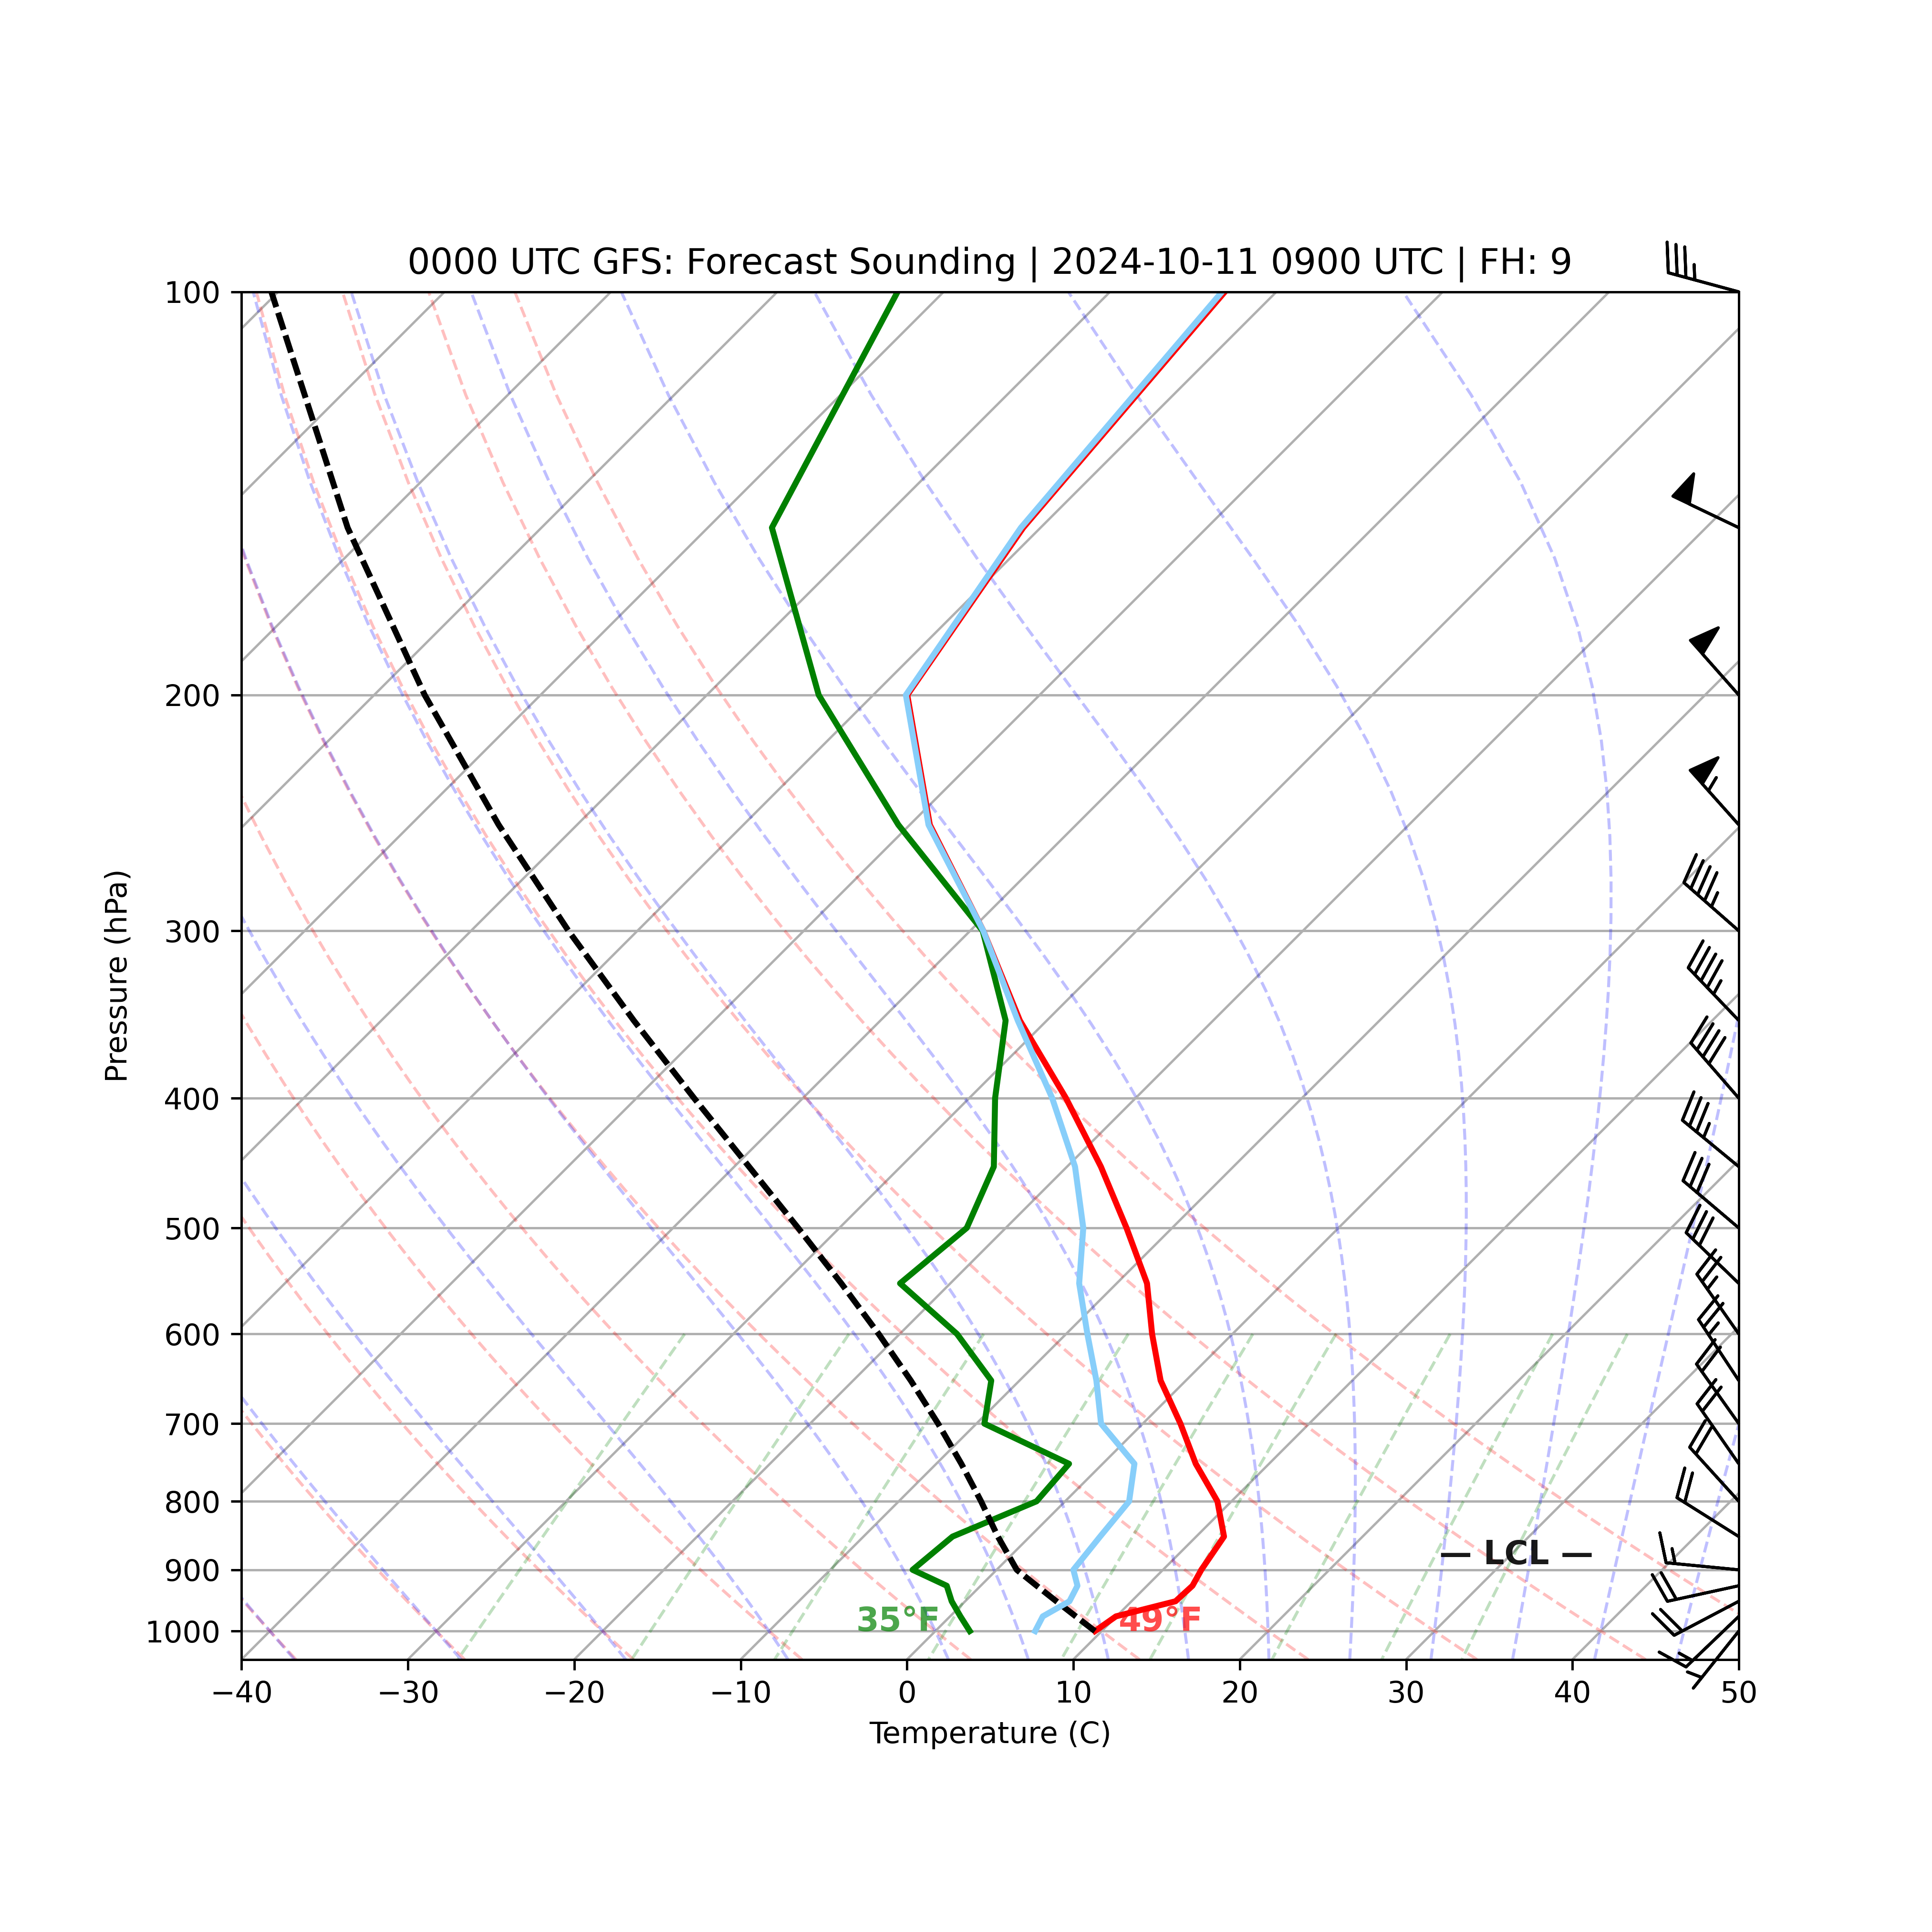 0000 UTC GFS: Forecast Sounding | 2024-10-11 0900 UTC | FH: 9
100
200
300
400
500
600
700
800
900
1000
Pressure (hPa)
— LCL —
35°F
49°F
−40 −30 −20 −10 0 10 20 30 40 50
Temperature (C)